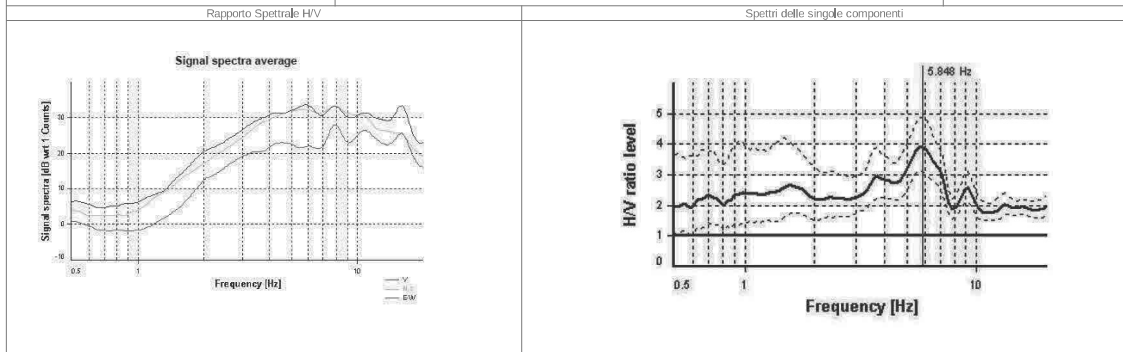 Rapporto Spettrale H/V
Spettri delle singole componenti
Signal spectra average
Signal spectra [dB wrt 1 Counts]
30
20
10
0
-10
0.5
1
10
Frequency [Hz]
V
EW
5.848 Hz
H/V ratio level
5
4
3
2
1
0
0.5
1
10
Frequency [Hz]